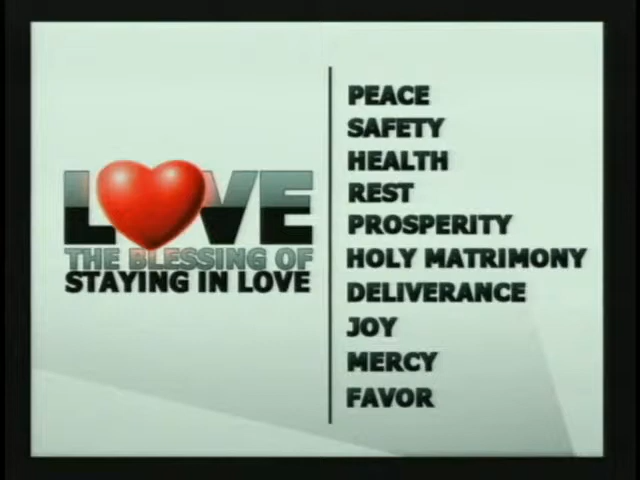 LOVE
THE BLESSING OF
STAYING IN LOVE
PEACE
SAFETY
HEALTH
REST
PROSPERITY
HOLY MATRIMONY
DELIVERANCE
JOY
MERCY
FAVOR